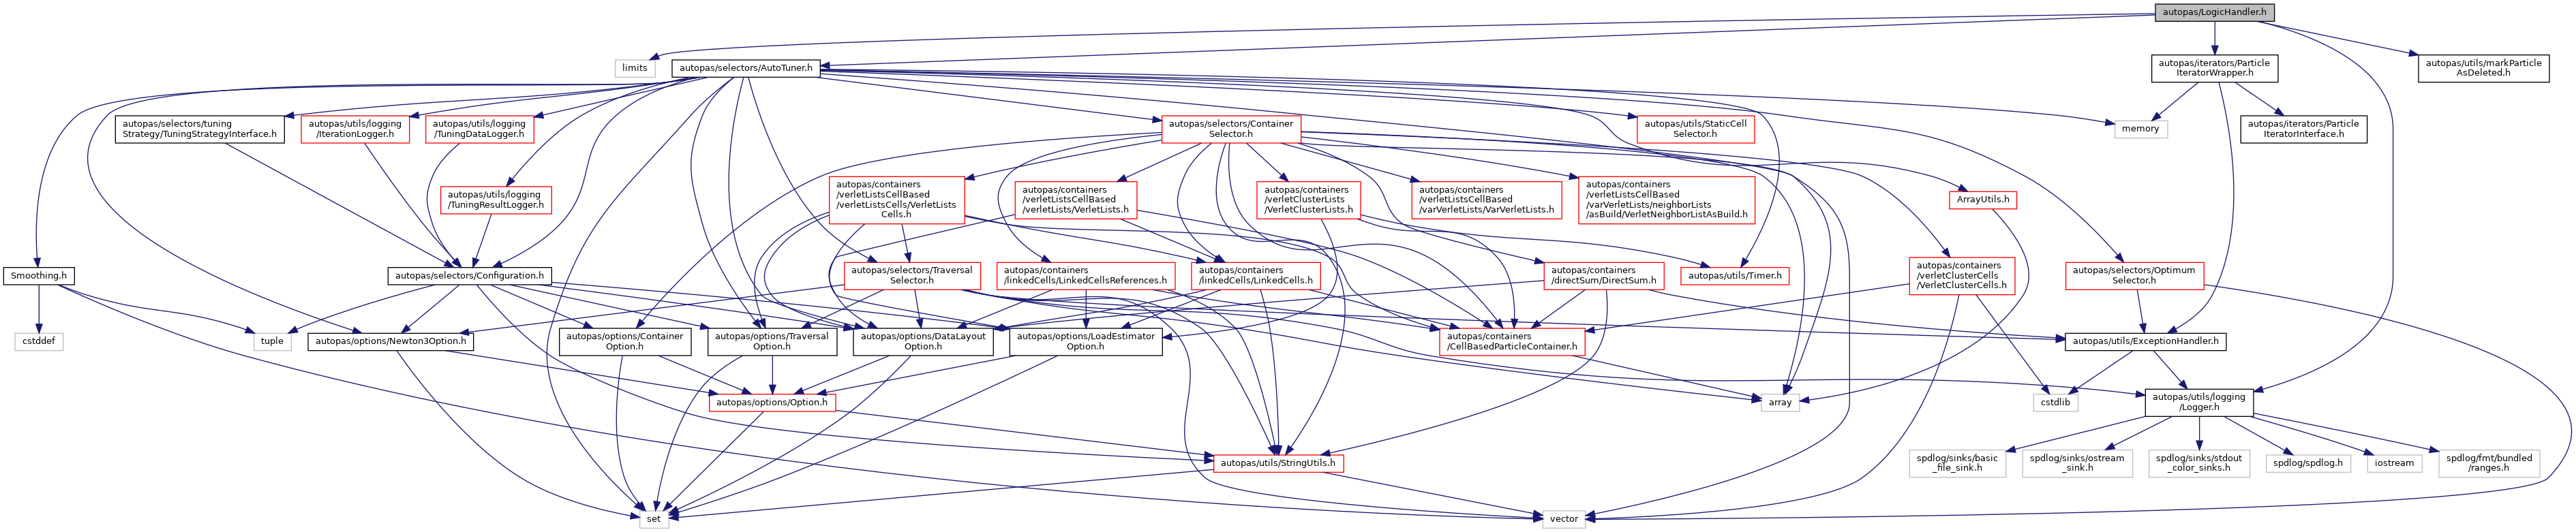 autopas/LogicHandler.h
limits
autopas/selectors/AutoTuner.h
autopas/iterators/Particle
IteratorWrapper.h
autopas/utils/markParticle
AsDeleted.h
autopas/selectors/tuning
Strategy/TuningStrategyInterface.h
autopas/utils/logging
/IterationLogger.h
autopas/utils/logging
/TuningDataLogger.h
autopas/selectors/Container
Selector.h
autopas/utils/StaticCell
Selector.h
memory
autopas/iterators/Particle
IteratorInterface.h
autopas/utils/logging
/TuningResultLogger.h
autopas/containers
/verletListsCellBased
/verletListsCells/VerletLists
Cells.h
autopas/containers
/verletListsCellBased
/verletLists/VerletLists.h
autopas/containers
/verletClusterLists
/VerletClusterLists.h
autopas/containers
/verletListsCellBased
/varVerletLists/VarVerletLists.h
autopas/containers
/verletListsCellBased
/varVerletLists/neighborLists
/asBuild/VerletNeighborListAsBuild.h
ArrayUtils.h
Smoothing.h
autopas/selectors/Configuration.h
autopas/selectors/Traversal
Selector.h
autopas/containers
/linkedCells/LinkedCellsReferences.h
autopas/containers
/linkedCells/LinkedCells.h
autopas/containers
/directSum/DirectSum.h
autopas/utils/Timer.h
autopas/containers
/verletClusterCells
/VerletClusterCells.h
autopas/selectors/Optimum
Selector.h
cstddef
tuple
autopas/options/Newton3Option.h
autopas/options/Container
Option.h
autopas/options/Traversal
Option.h
autopas/options/DataLayout
Option.h
autopas/options/LoadEstimator
Option.h
autopas/containers
/CellBasedParticleContainer.h
autopas/utils/ExceptionHandler.h
autopas/options/Option.h
array
cstdlib
autopas/utils/logging
/Logger.h
autopas/utils/StringUtils.h
spdlog/sinks/basic
_file_sink.h
spdlog/sinks/ostream
_sink.h
spdlog/sinks/stdout
_color_sinks.h
spdlog/spdlog.h
iostream
spdlog/fmt/bundled
/ranges.h
set
vector